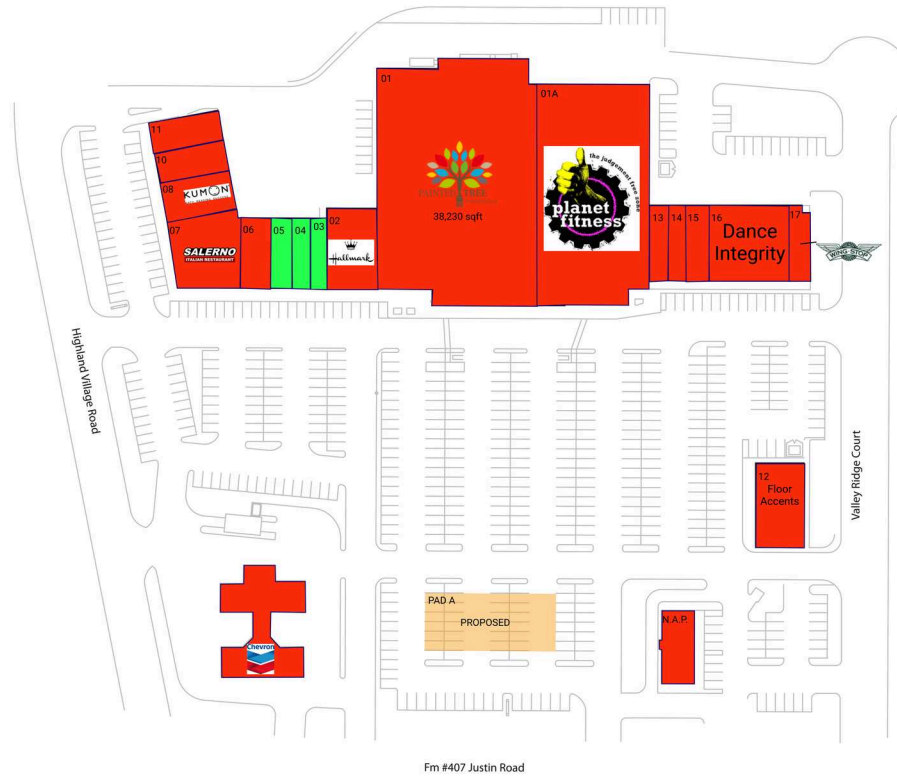 01
01A
11
10
08
KUMON
07
SALERNO
ITALIAN RESTAURANT
06
05
04
03
02
Hallmark
38,230 sqft
the judgement free zone
planet
fitness
13
14
15
16
Dance
Integrity
17
WING STOP
Highland Village Road
Valley Ridge Court
12
Floor
Accents
Chevron
PAD A
PROPOSED
N.A.P.
Fm #407 Justin Road